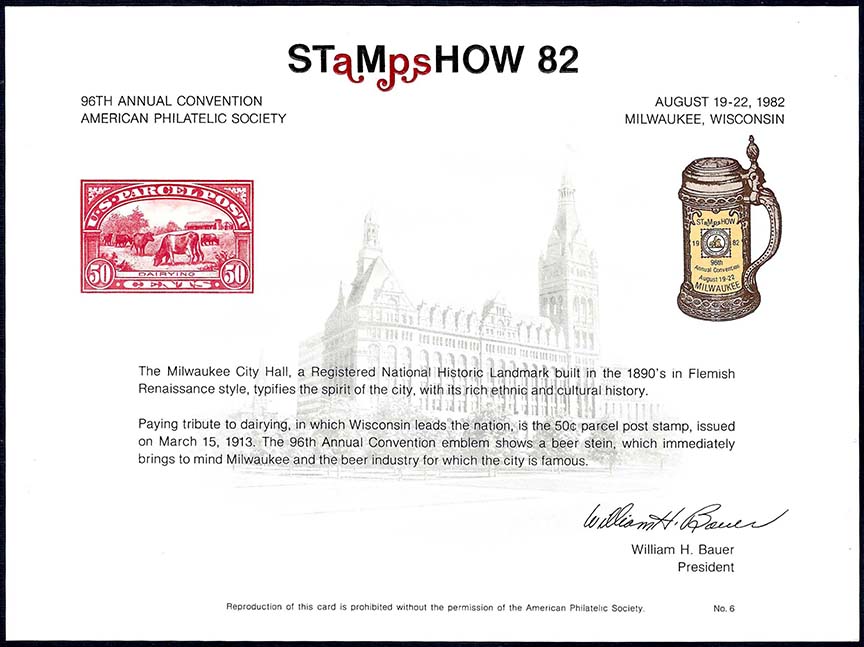 STaMpsHOW 82
96TH ANNUAL CONVENTION
AMERICAN PHILATELIC SOCIETY
AUGUST 19-22, 1982
MILWAUKEE, WISCONSIN
U.S. PARCEL POST
50
DAIRYING
50
CENTS
STaMpsHOW
19 82
96th
Annual Convention
August 19-22
MILWAUKEE
The Milwaukee City Hall, a Registered National Historic Landmark built in the 1890's in Flemish
Renaissance style, typifies the spirit of the city, with its rich ethnic and cultural history.
Paying tribute to dairying, in which Wisconsin leads the nation, is the 50c parcel post stamp, issued
on March 15, 1913. The 96th Annual Convention emblem shows a beer stein, which immediately
brings to mind Milwaukee and the beer industry for which the city is famous.
William H. Bauer
William H. Bauer
President
Reproduction of this card is prohibited without the permission of the American Philatelic Society.
No. 6